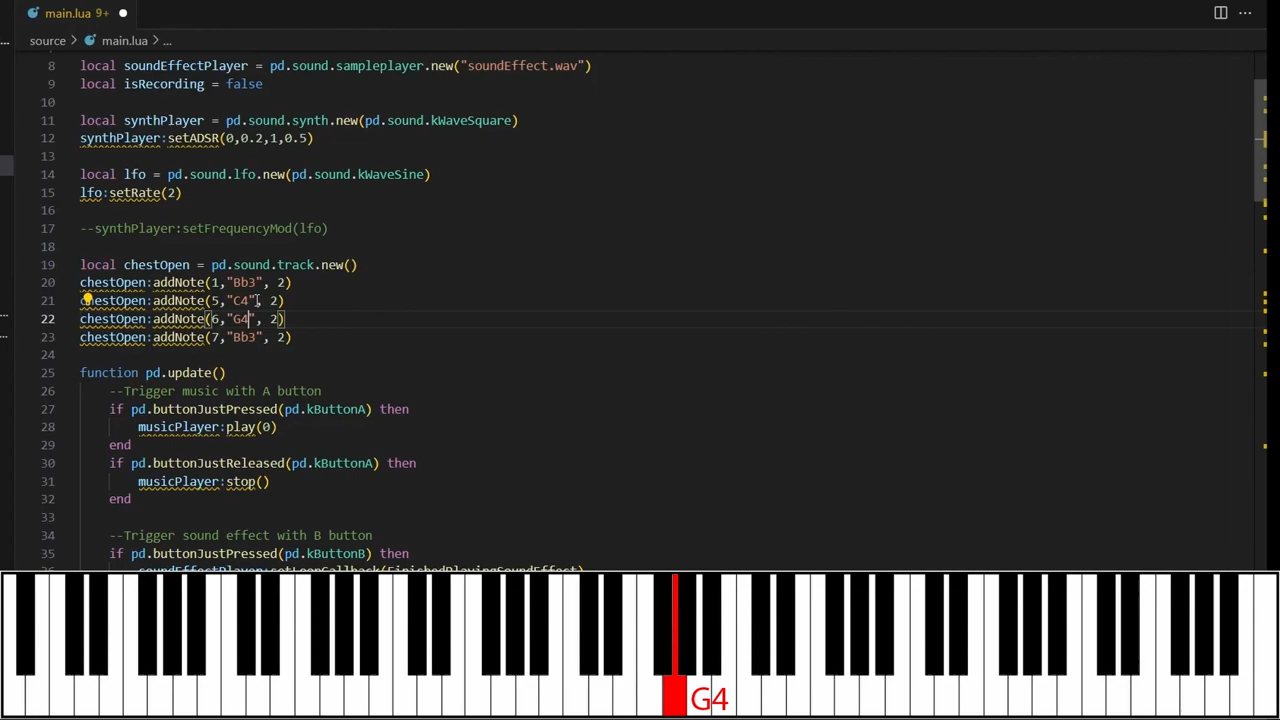 main.lua 9+
source > main.lua > ...
8 local soundEffectPlayer = pd.sound.sampleplayer.new("soundEffect.wav")
9 local isRecording = false
10
11 local synthPlayer = pd.sound.synth.new(pd.sound.kWaveSquare)
12 synthPlayer:setADSR(0,0.2,1,0.5)
13
14 local lfo = pd.sound.lfo.new(pd.sound.kWaveSine)
15 lfo:setRate(2)
16
17 --synthPlayer:setFrequencyMod(lfo)
18
19 local chestOpen = pd.sound.track.new()
20 chestOpen:addNote(1,"Bb3", 2)
21 chestOpen:addNote(5,"C4", 2)
22 chestOpen:addNote(6,"G4", 2)
23 chestOpen:addNote(7,"Bb3", 2)
24
25 function pd.update()
26 --Trigger music with A button
27 if pd.buttonJustPressed(pd.kButtonA) then
28 musicPlayer:play(0)
29 end
30 if pd.buttonJustReleased(pd.kButtonA) then
31 musicPlayer:stop()
32 end
33
34 --Trigger sound effect with B button
35 if pd.buttonJustPressed(pd.kButtonB) then
36 soundEffectPlayer:setLoopCallback(FinishedPlayingSoundEffect)
G4